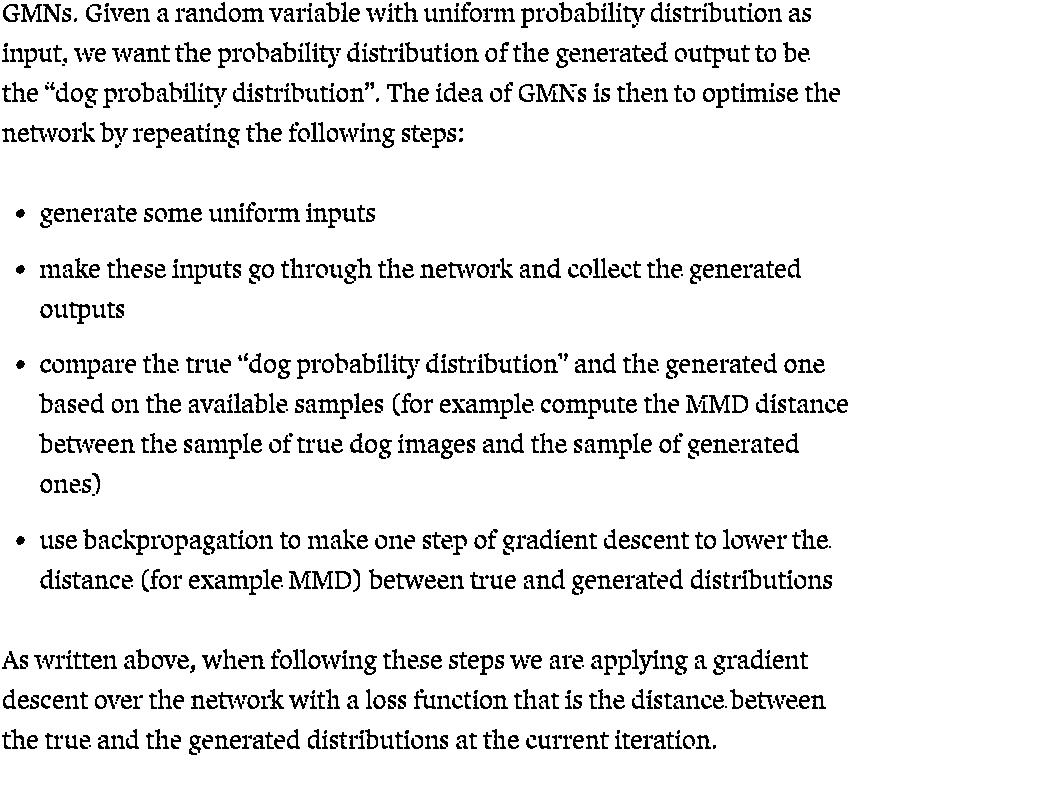 GMNs. Given a random variable with uniform probability distribution as
input, we want the probability distribution of the generated output to be
the “dog probability distribution”. The idea of GMNs is then to optimise the
network by repeating the following steps:
• generate some uniform inputs
• make these inputs go through the network and collect the generated
outputs
• compare the true “dog probability distribution” and the generated one
based on the available samples (for example compute the MMD distance
between the sample of true dog images and the sample of generated
ones)
• use backpropagation to make one step of gradient descent to lower the
distance (for example MMD) between true and generated distributions
As written above, when following these steps we are applying a gradient
descent over the network with a loss function that is the distance between
the true and the generated distributions at the current iteration.